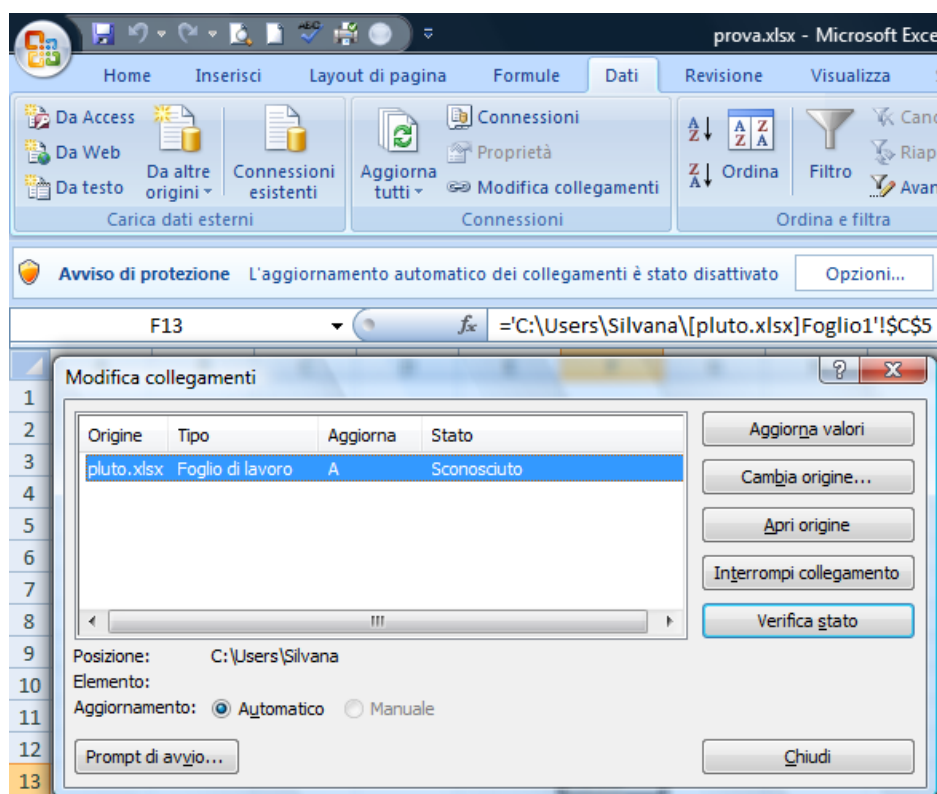 prova.xlsx - Microsoft Exce
Home Inserisci Layout di pagina Formule Dati Revisione Visualizza
Da Access
Da Web
Da testo
Da altre
origini
Connessioni
esistenti
Carica dati esterni
Aggiorna
tutti
Connessioni
Proprietà
Modifica collegamenti
Connessioni
Ordina
Filtro
Canc
Riap
Avan
Ordina e filtra
Avviso di protezione L'aggiornamento automatico dei collegamenti è stato disattivato Opzioni...
F13 fx ='C:\Users\Silvana\[pluto.xlsx]Foglio1'!$C$5
Modifica collegamenti
1
2
3
4
5
6
7
8
9
10
11
12
13
Origine Tipo Aggiorna Stato
pluto.xlsx Foglio di lavoro A Sconosciuto
Aggiorna valori
Cambia origine...
Apri origine
Interrompi collegamento
Verifica stato
Posizione: C:\Users\Silvana
Elemento:
Aggiornamento: Automatico Manuale
Prompt di avvio...
Chiudi